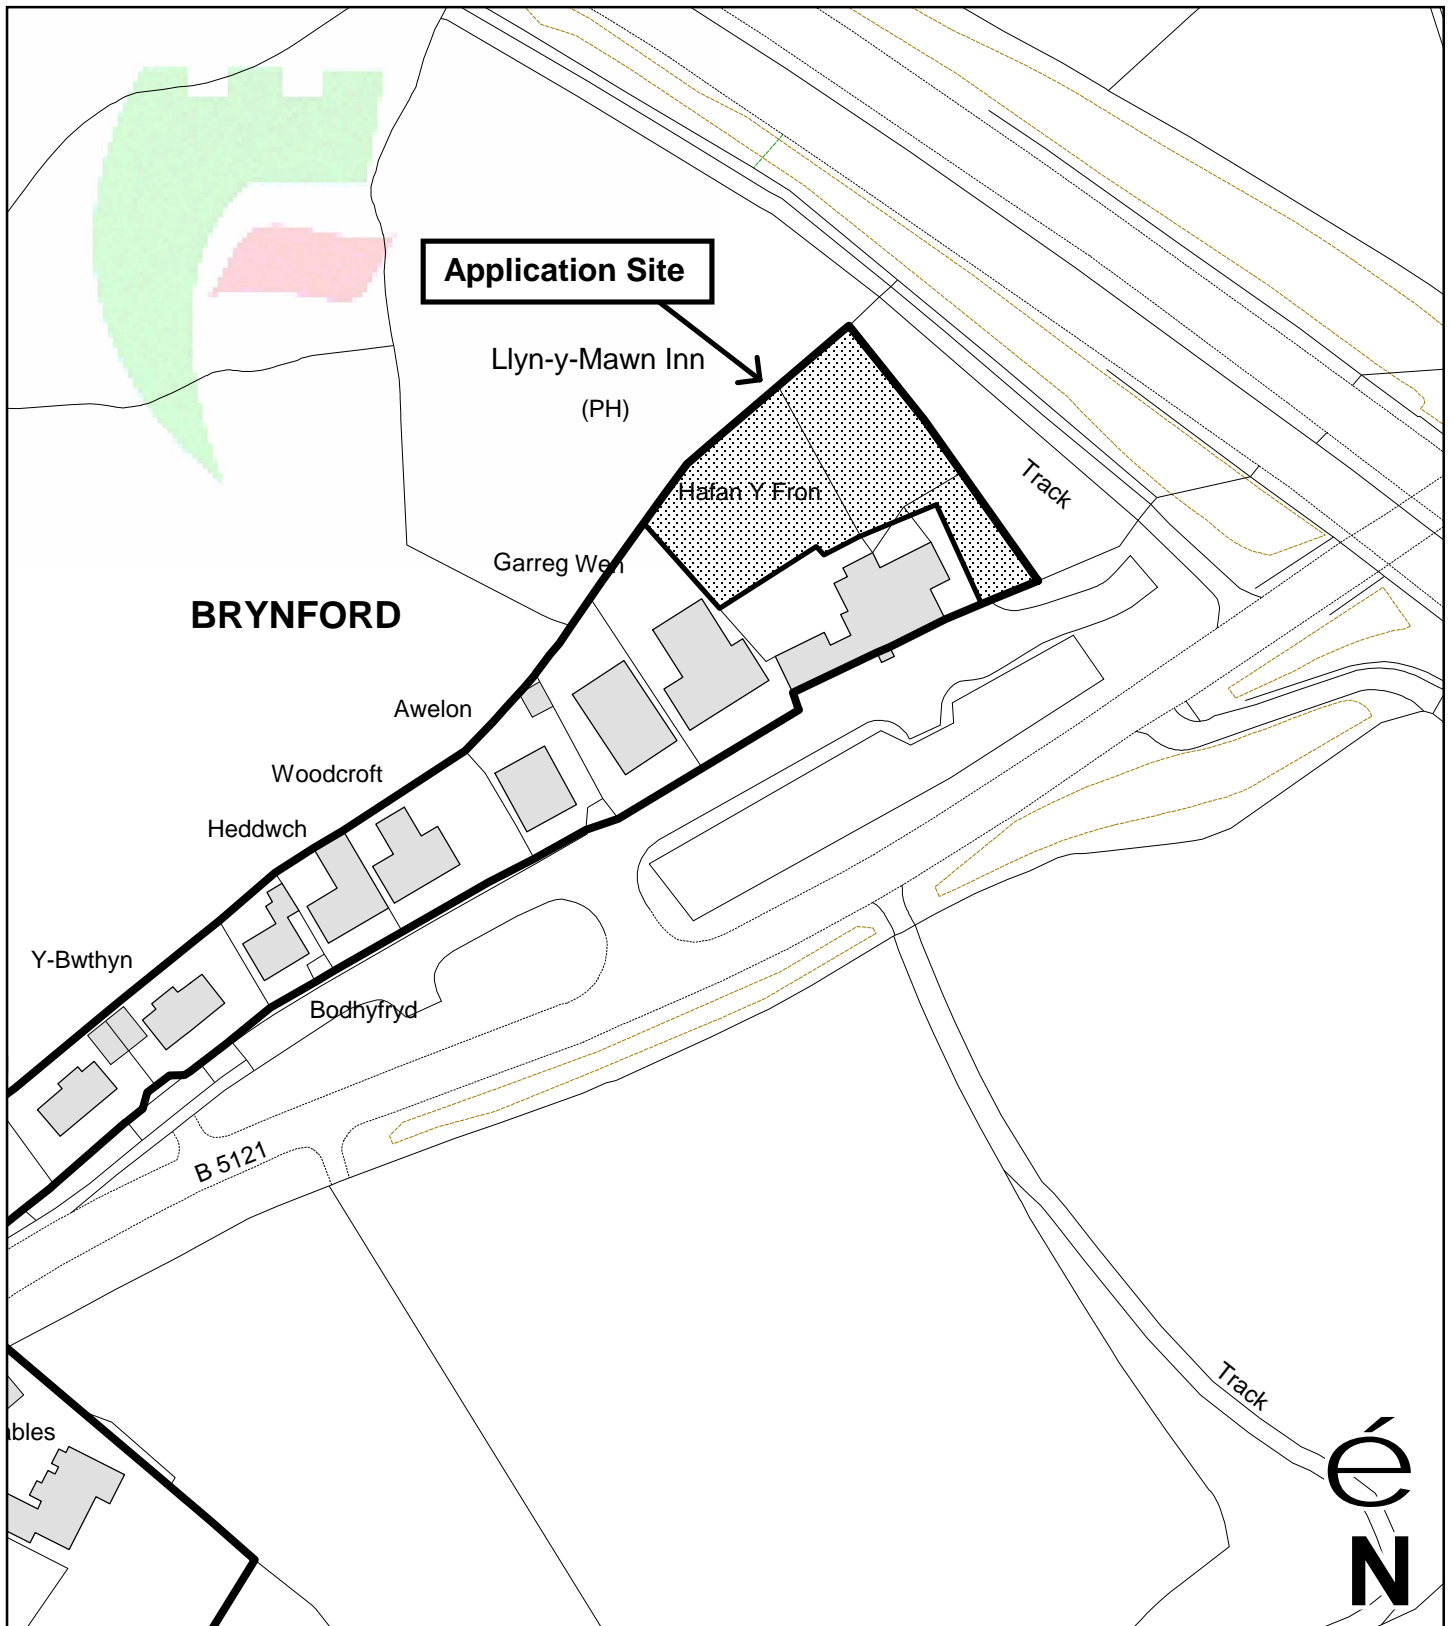 Application Site
Llyn-y-Mawn Inn
(PH)
Track
Hafan Y Fron
Garreg Wen
BRYNFORD
Awelon
Woodcroft
Heddwch
Y-Bwthyn
Bodhyfryd
B 5121
Track
ables
é
N